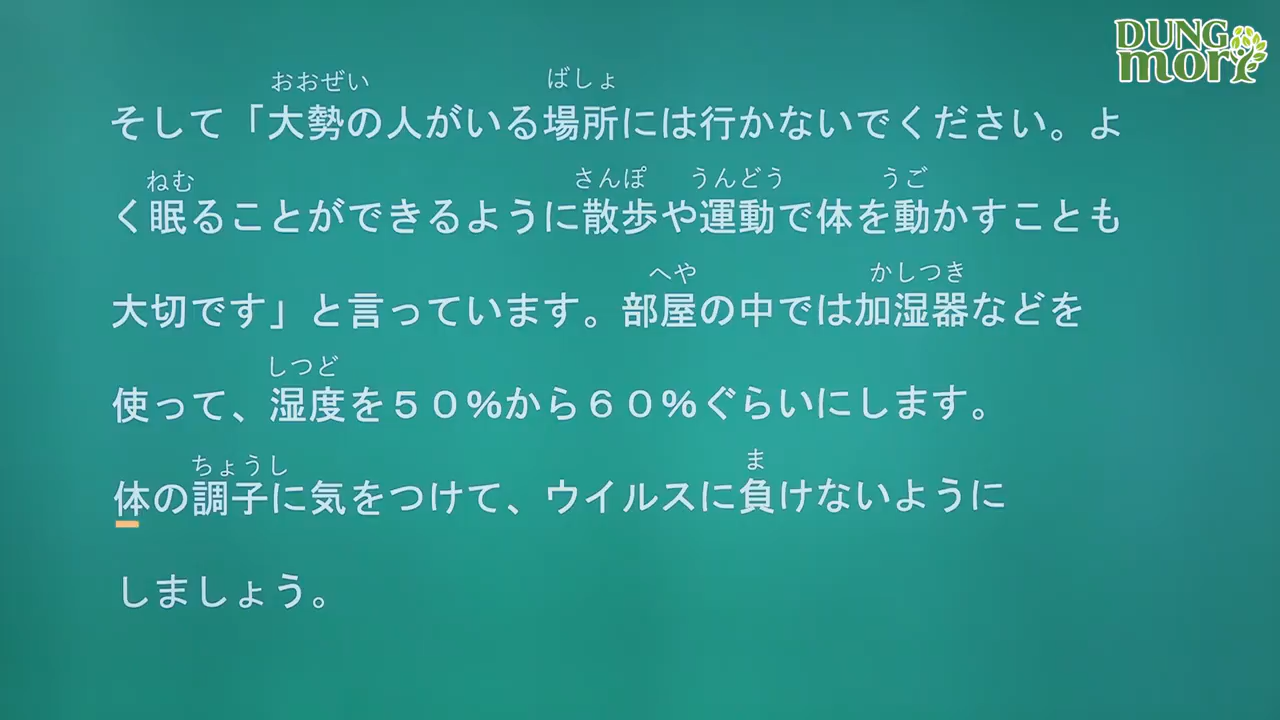 DUNG
mori
おおぜい ばしょ
そして「大勢の人がいる場所には行かないでください。よ
ねむ さんぽ うんどう うご
く眠ることができるように散歩や運動で体を動かすことも
へや かしつき
大切です」と言っています。部屋の中では加湿器などを
しつど
使って、湿度を５０%から６０%ぐらいにします。
ちょうし ま
体の調子に気をつけて、ウイルスに負けないように
しましょう。